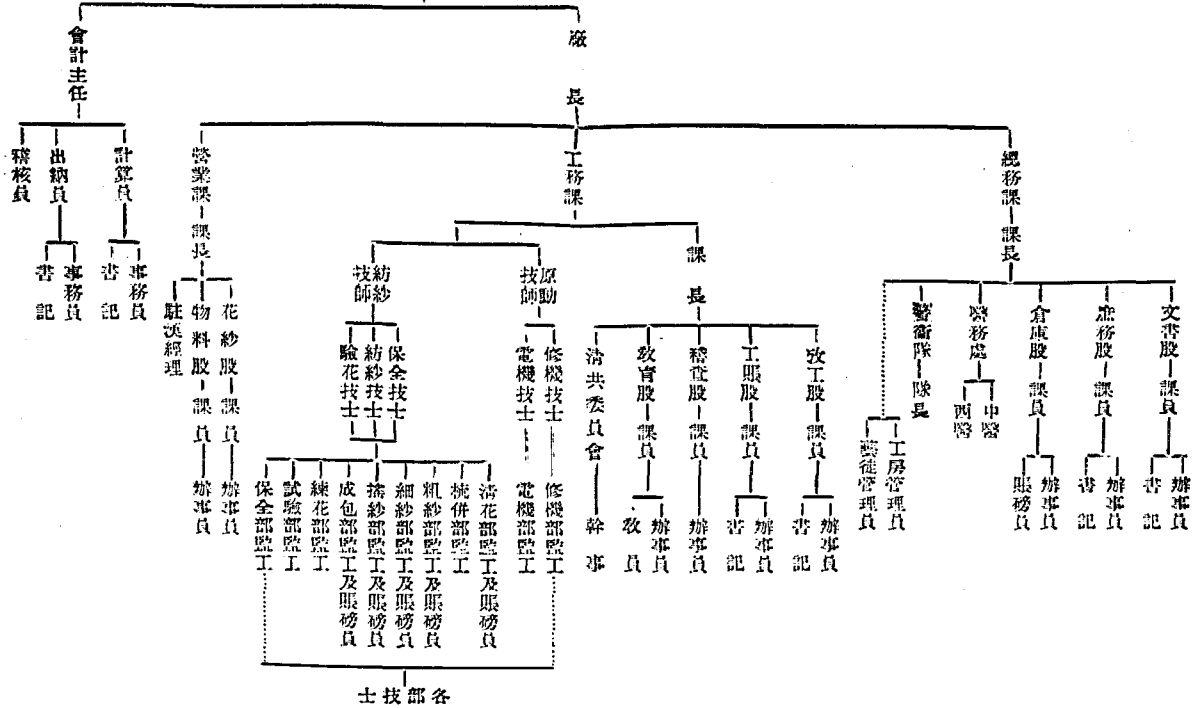 廠長
總務課課長
文書股課員
辦事員
書記
庶務股課員
辦事員
書記
倉庫股課員
辦事員
賬磅員
醫務處
中醫
西醫
警衛隊隊長
工房管理員
藝徒管理員
工務課
課長
攷工股課員
辦事員
書記
工賬股課員
辦事員
書記
稽查股課員
辦事員
教育股課員
辦事員
教員
清共委員會
幹事
原動技師
修機技士
修機部監工
電機技士
電機部監工
紡紗技師
保全技士
紡紗技士
驗花技士
清花部監工及賬磅員
梳併部監工
粗紗部監工及賬磅員
細紗部監工及賬磅員
搖紗部監工及賬磅員
成包部監工及賬磅員
練花部監工
試驗部監工
保全部監工
各部技士
營業課課長
花紗股課員
辦事員
物料股課員
辦事員
駐漢經理
會計主任
計算員
事務員
書記
出納員
事務員
書記
稽核員